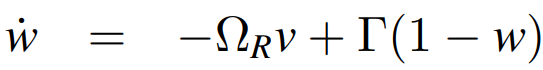 ẇ = −Ω_R v + Γ(1 − w)